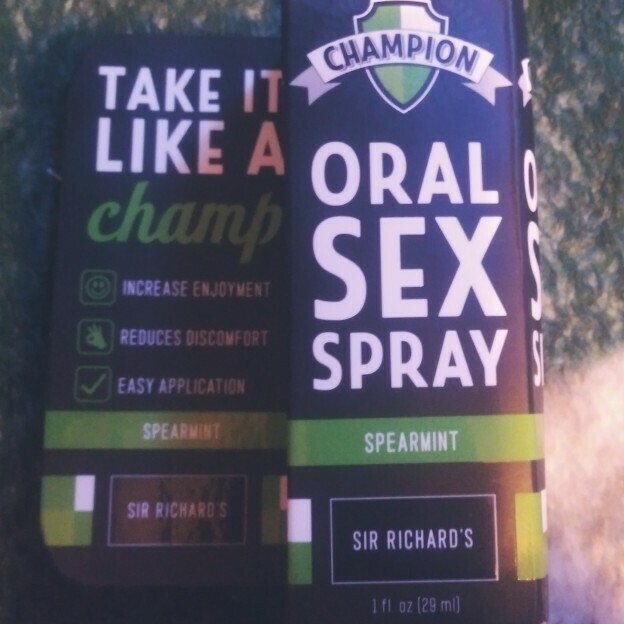 TAKE IT
LIKE A
champ
INCREASE ENJOYMENT
REDUCES DISCOMFORT
EASY APPLICATION
SPEARMINT
SIR RICHARD'S
CHAMPION
ORAL
SEX
SPRAY
SPEARMINT
SIR RICHARD'S
1 fl oz (29 ml)